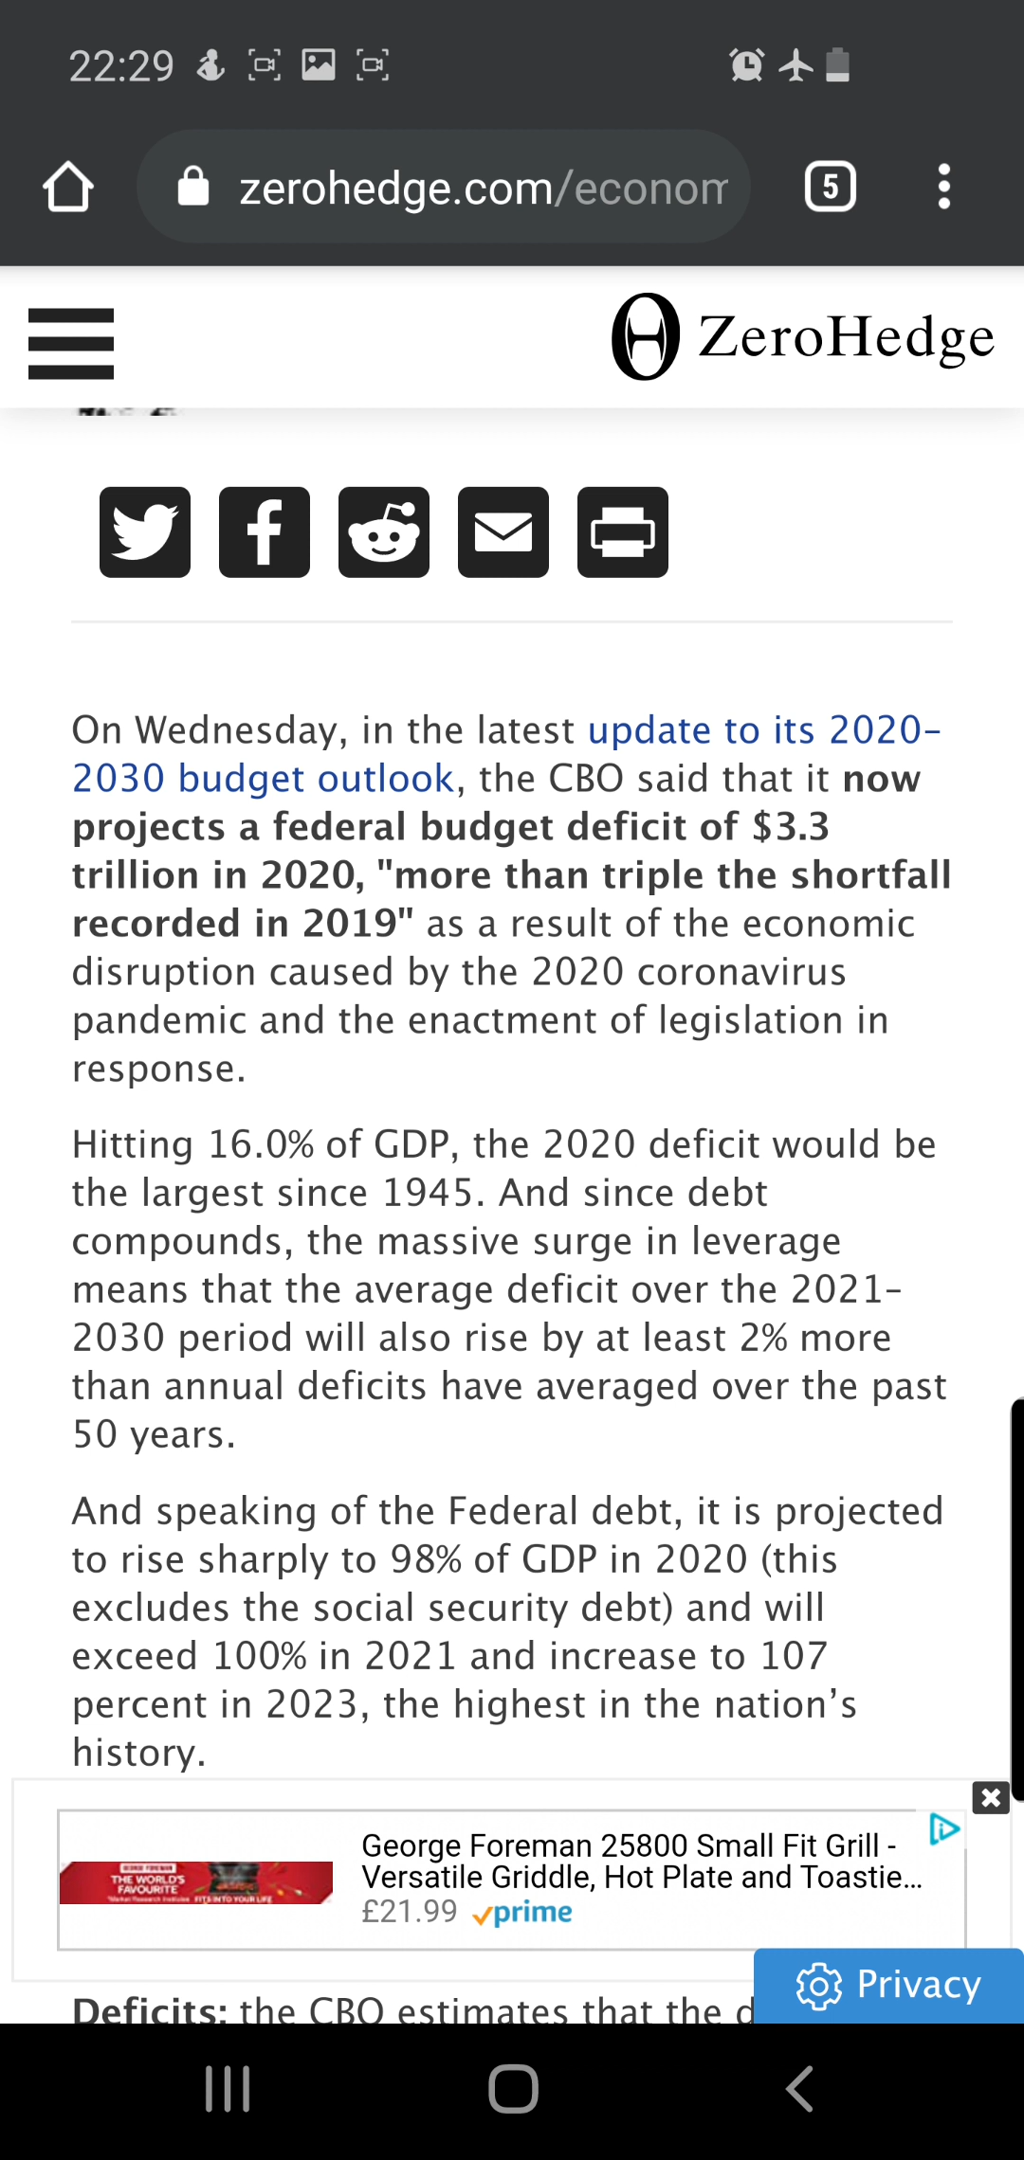 22:29
zerohedge.com/econom
5
ZeroHedge
On Wednesday, in the latest update to its 2020-
2030 budget outlook, the CBO said that it now
projects a federal budget deficit of $3.3
trillion in 2020, "more than triple the shortfall
recorded in 2019" as a result of the economic
disruption caused by the 2020 coronavirus
pandemic and the enactment of legislation in
response.
Hitting 16.0% of GDP, the 2020 deficit would be
the largest since 1945. And since debt
compounds, the massive surge in leverage
means that the average deficit over the 2021-
2030 period will also rise by at least 2% more
than annual deficits have averaged over the past
50 years.
And speaking of the Federal debt, it is projected
to rise sharply to 98% of GDP in 2020 (this
excludes the social security debt) and will
exceed 100% in 2021 and increase to 107
percent in 2023, the highest in the nation’s
history.
GEORGE FOREMAN
THE WORLD'S
FAVOURITE
FITS INTO YOUR LIFE
George Foreman 25800 Small Fit Grill -
Versatile Griddle, Hot Plate and Toastie...
£21.99 prime
Privacy
Deficits: the CBO estimates that the d